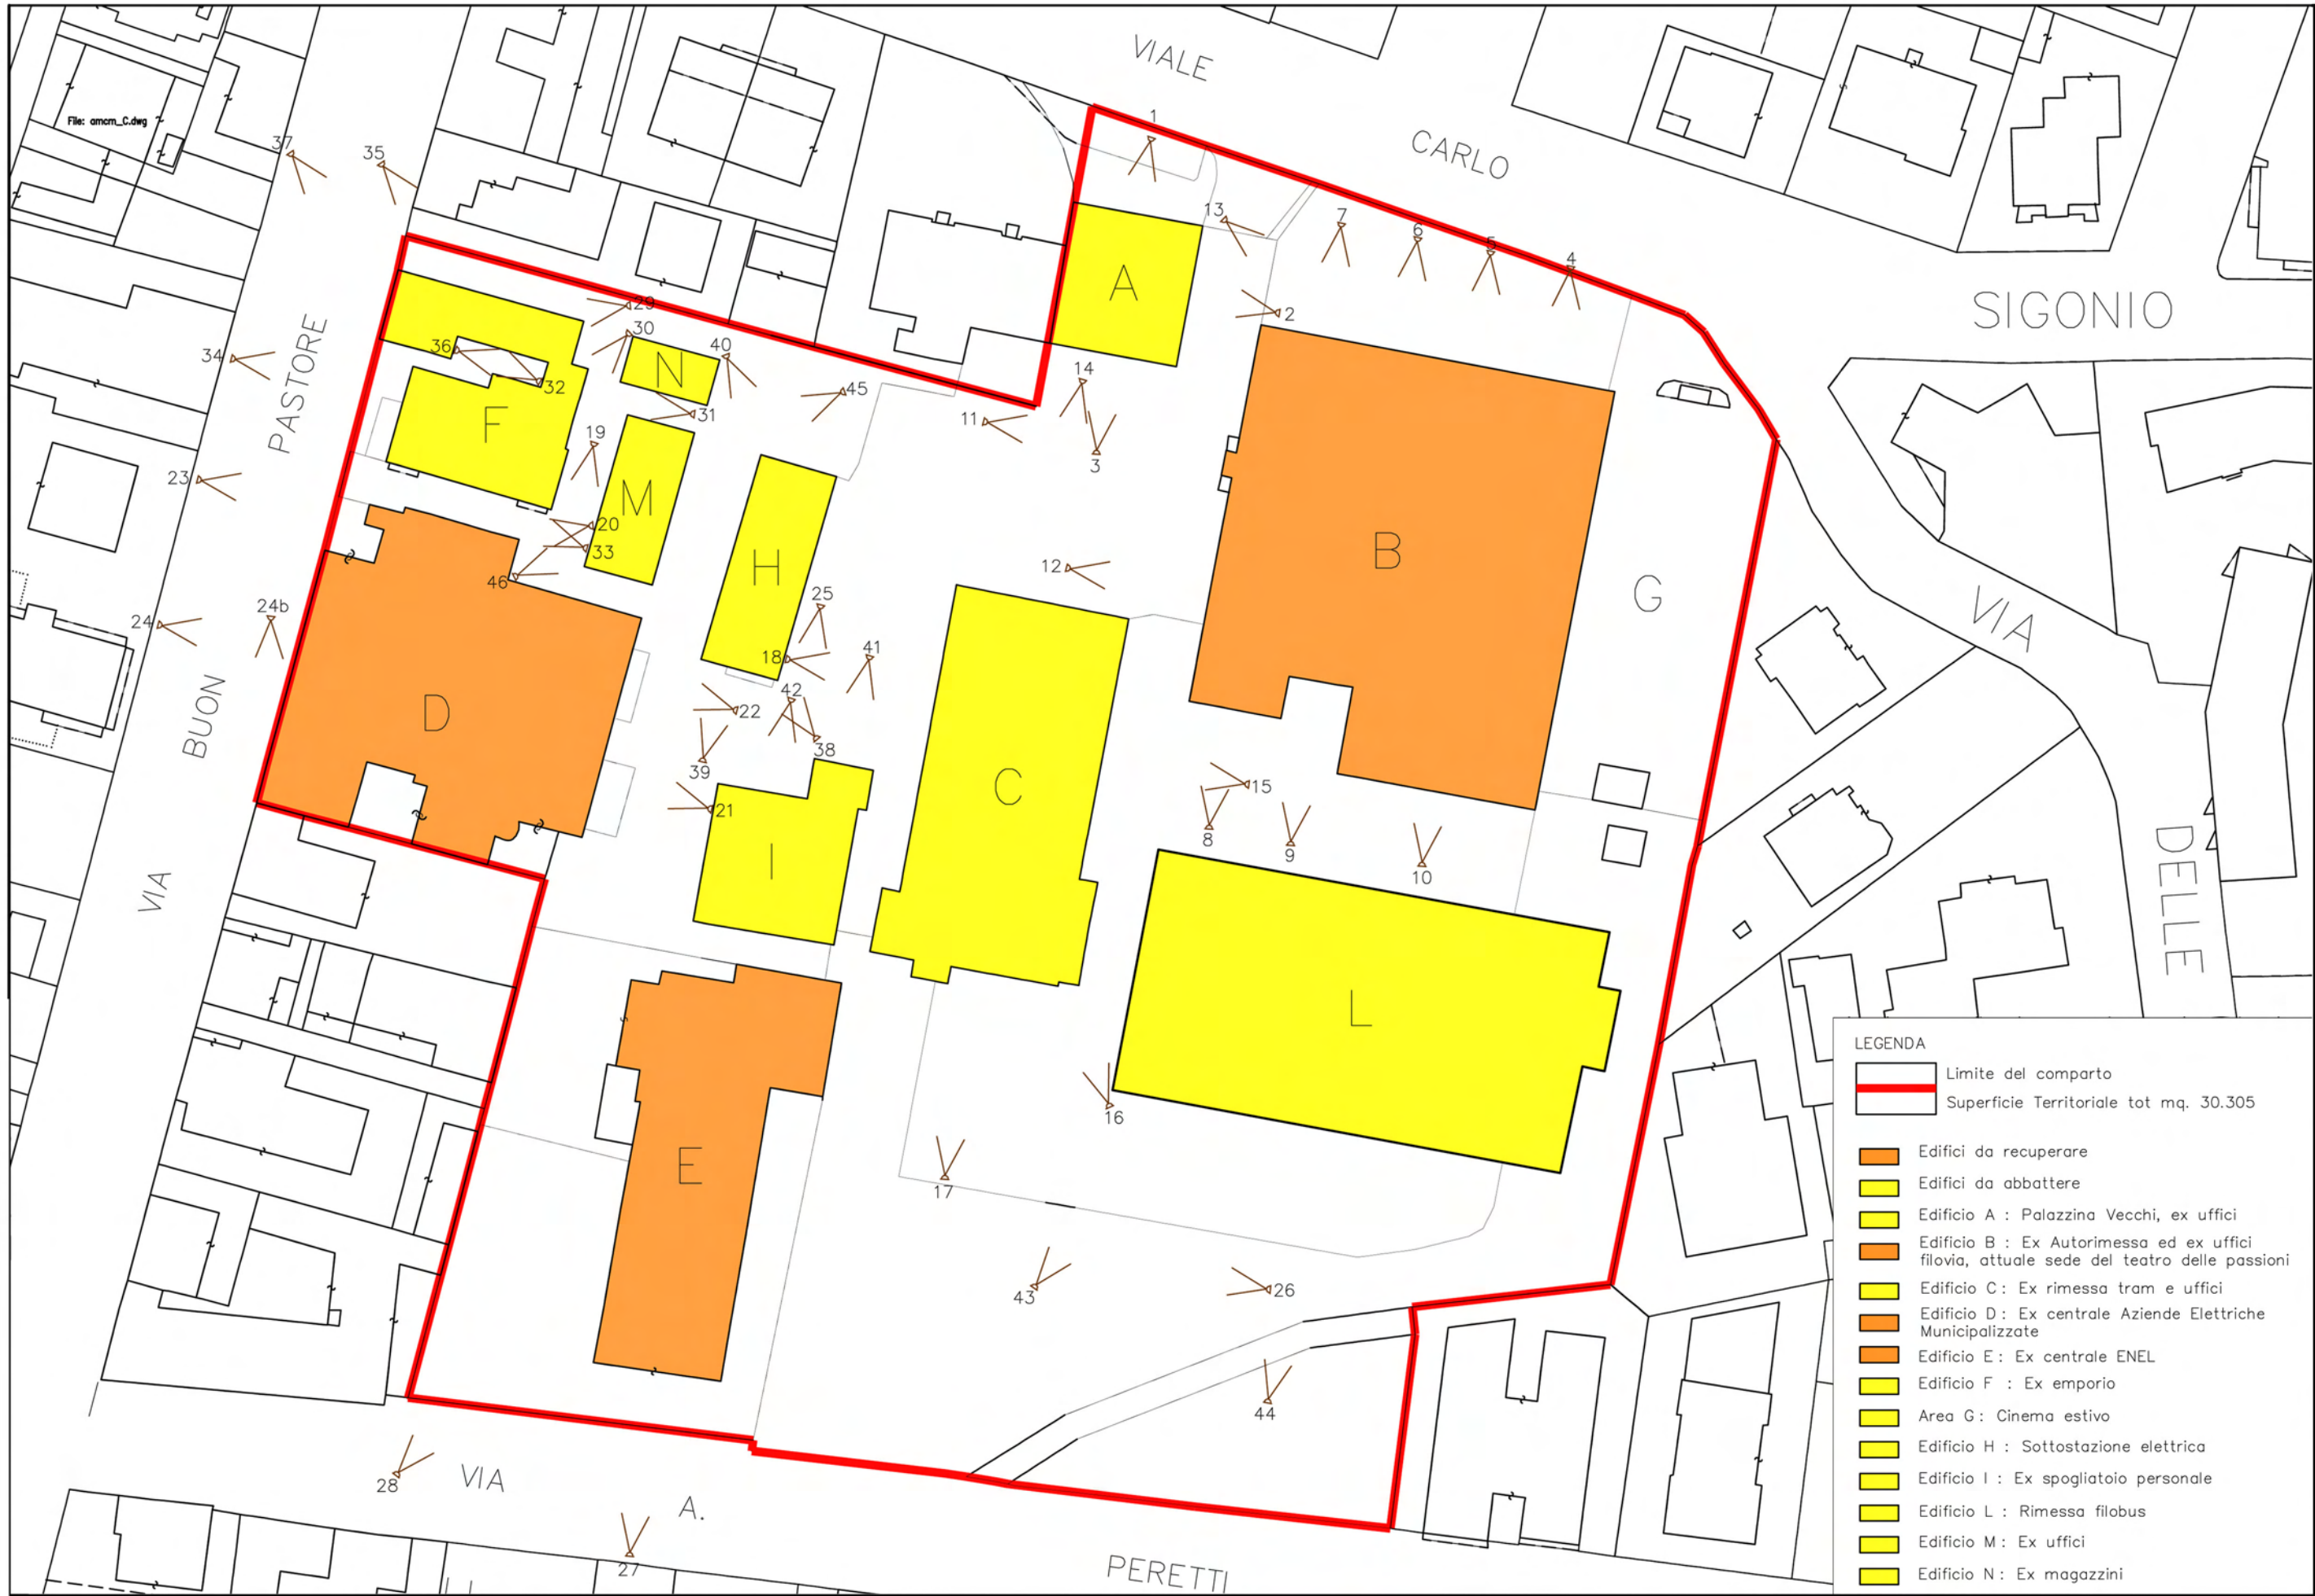 VIALE
CARLO
SIGONIO
File: amcm_C.dwg
37
35
1
13
7
6
5
4
2
A
34
PASTORE
29
30
36
32
N
40
45
31
14
11
3
F
19
23
M
20
33
46
H
12
B
G
VIA
25
24
24b
18
41
42
22
38
39
D
BUON
C
15
21
8
9
10
I
VIA
DELLE
L
E
16
17
43
26
44
28
VIA
A.
27
PERETTI
LEGENDA
Limite del comparto
Superficie Territoriale tot mq. 30.305
Edifici da recuperare
Edifici da abbattere
Edificio A : Palazzina Vecchi, ex uffici
Edificio B : Ex Autorimessa ed ex uffici
filovia, attuale sede del teatro delle passioni
Edificio C : Ex rimessa tram e uffici
Edificio D : Ex centrale Aziende Elettriche
Municipalizzate
Edificio E : Ex centrale ENEL
Edificio F : Ex emporio
Area G: Cinema estivo
Edificio H : Sottostazione elettrica
Edificio I : Ex spogliatoio personale
Edificio L : Rimessa filobus
Edificio M : Ex uffici
Edificio N : Ex magazzini